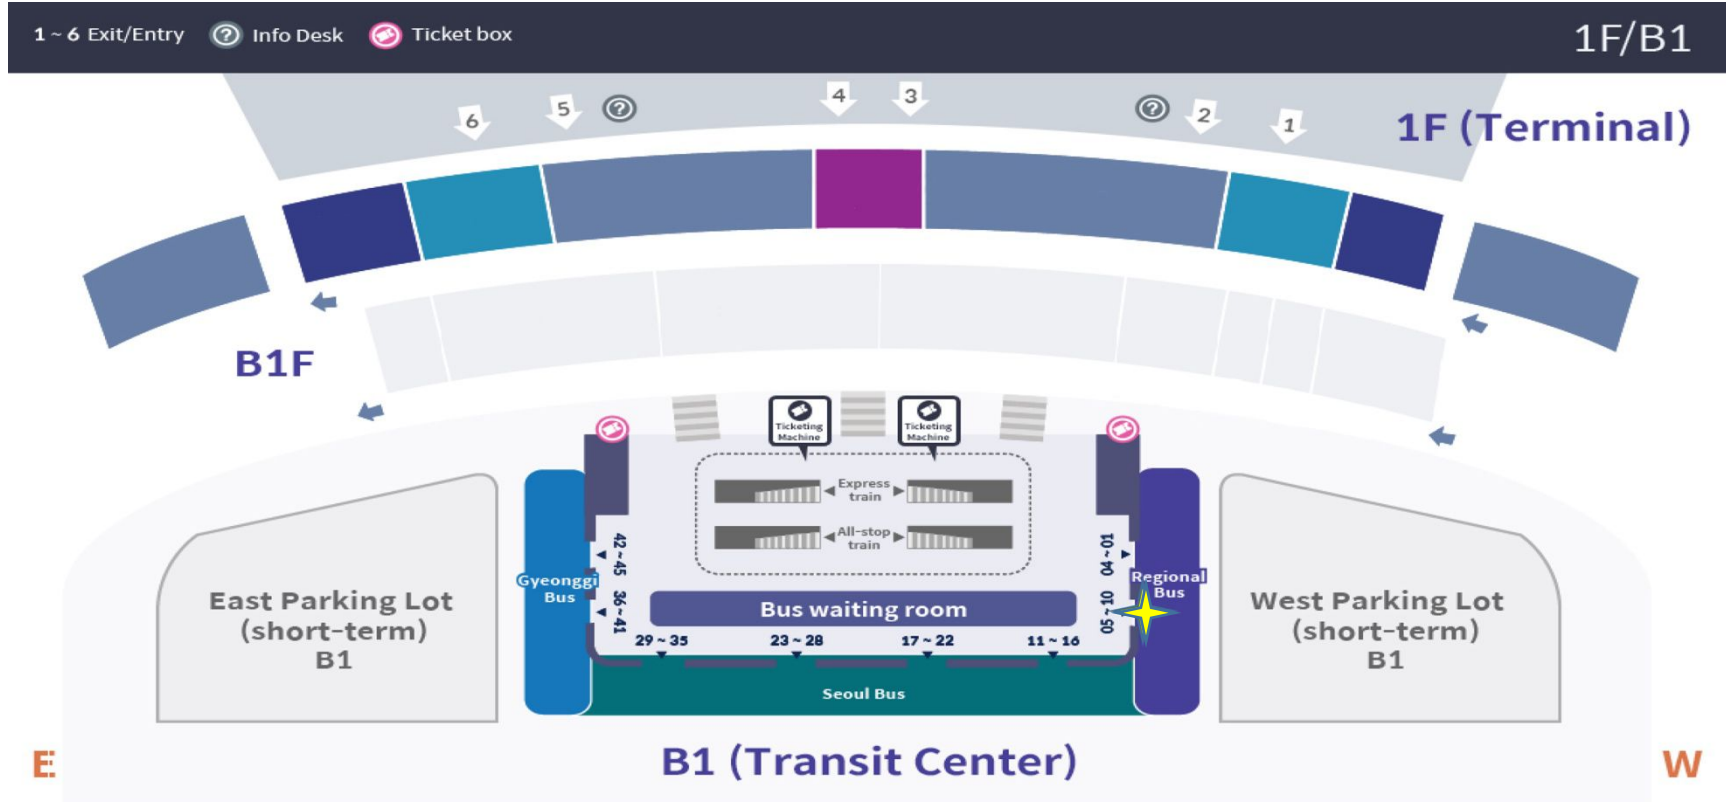 1 ~ 6 Exit/Entry
Info Desk
Ticket box
1F/B1
6
5
?
4
3
?
2
1
1F (Terminal)
B1F
Ticketing
Machine
Ticketing
Machine
Express
train
All-stop
train
42 ~ 45
36 ~ 41
04 ~ 01
05 ~ 10
Gyeonggi
Bus
Regional
Bus
Bus waiting room
29 ~ 35
23 ~ 28
17 ~ 22
11 ~ 16
Seoul Bus
East Parking Lot
(short-term)
B1
West Parking Lot
(short-term)
B1
E
B1 (Transit Center)
W